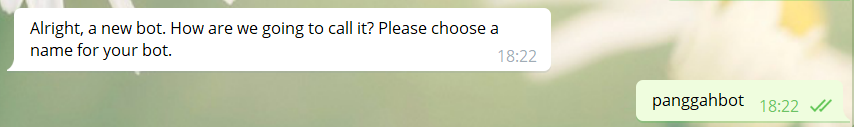 Alright, a new bot. How are we going to call it? Please choose a
name for your bot.
18:22
panggahbot 18:22